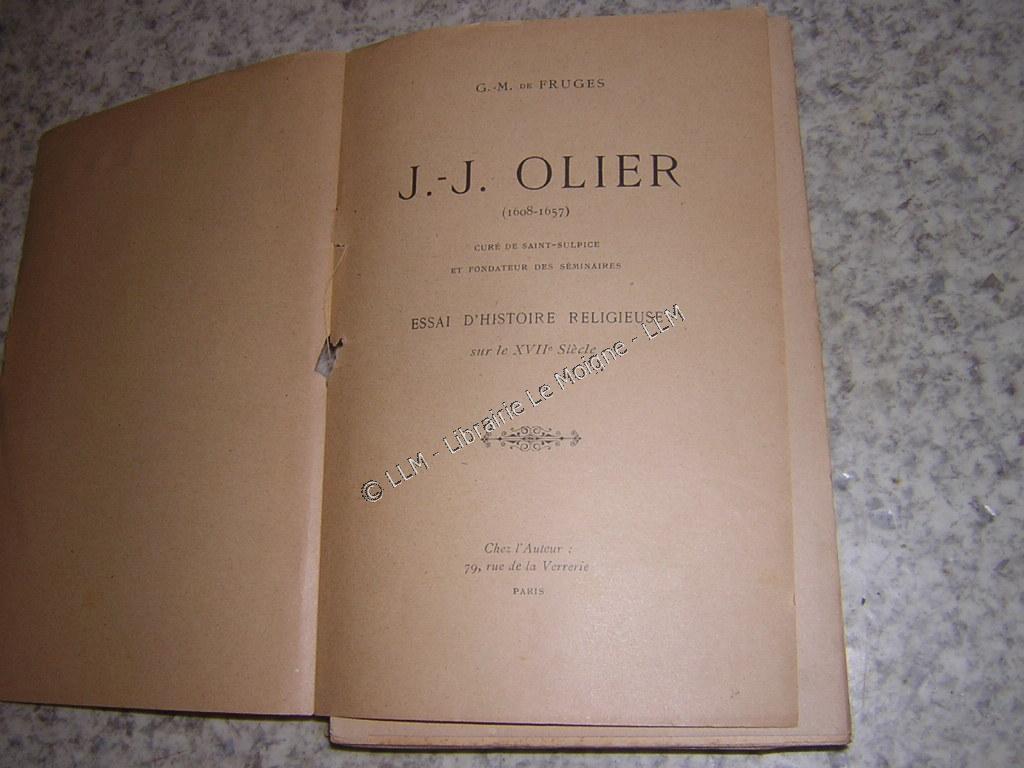 G.-M. DE FRUGES
J.-J. OLIER
(1608-1657)
CURÉ DE SAINT-SULPICE
ET FONDATEUR DES SÉMINAIRES
ESSAI D'HISTOIRE RELIGIEUSE
sur le XVIIe Siècle
© LLM - Librairie Le Moigne - LLM
Chez l'Auteur :
79, rue de la Verrerie
PARIS